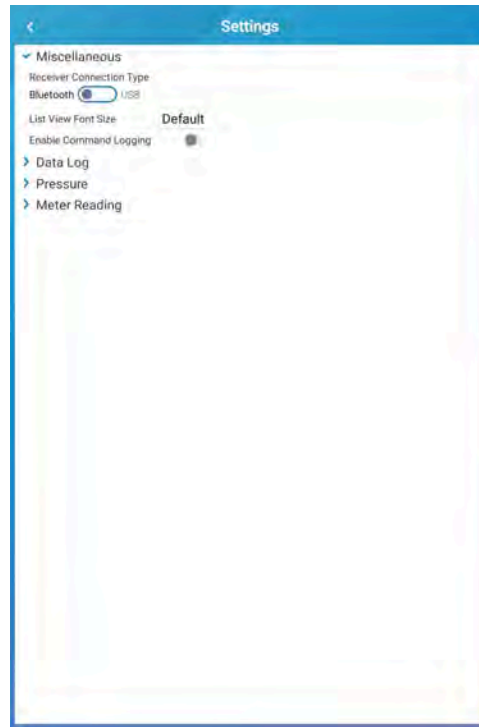 Settings
Miscellaneous
Receiver Connection Type
Bluetooth USB
List View Font Size Default
Enable Command Logging
Data Log
Pressure
Meter Reading